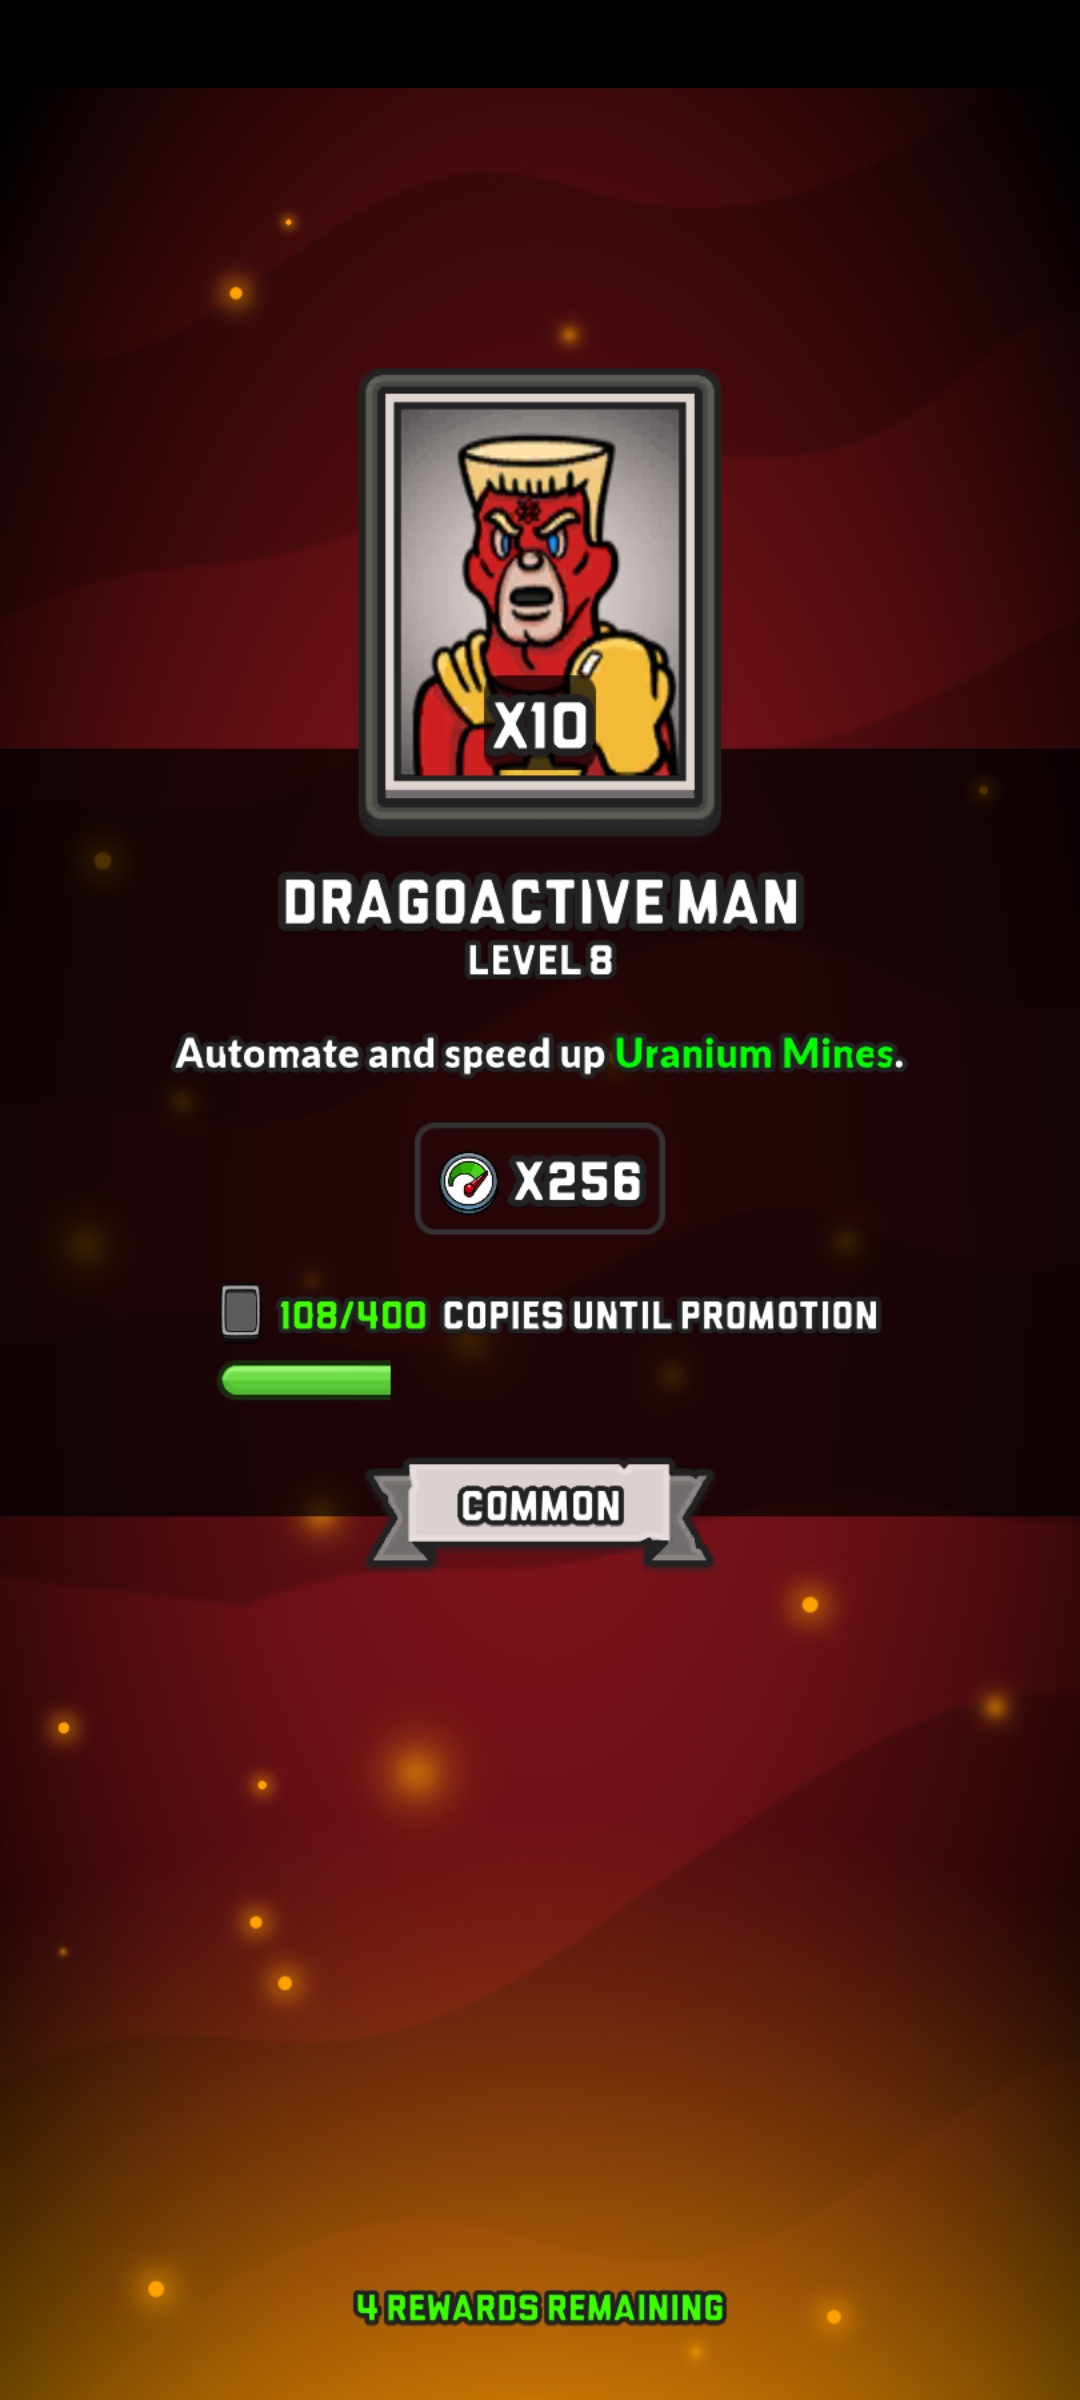 X10
DRAGOACTIVE MAN
LEVEL 8
Automate and speed up Uranium Mines.
X256
108/400 COPIES UNTIL PROMOTION
COMMON
4 REWARDS REMAINING